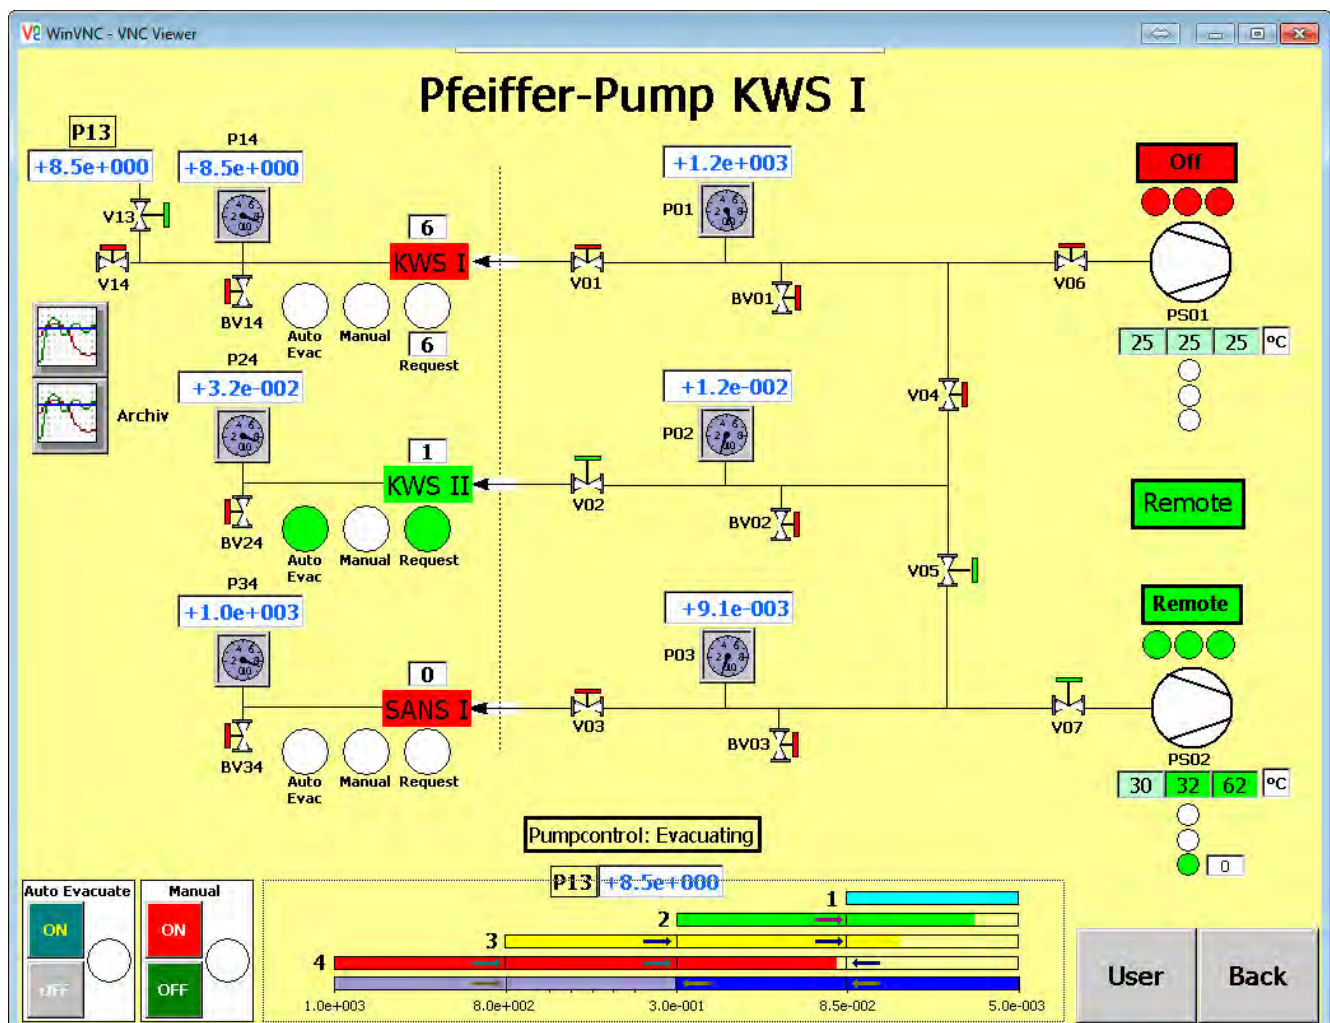 WinVNC - VNC Viewer
Pfeiffer-Pump KWS I
P13
+8.5e+000
P14
+8.5e+000
+1.2e+003
P01
Off
V13
V14
BV14
6
KWS I
Auto
Evac
Manual
6
Request
V01
BV01
V06
PS01
25 25 25 ºC
Archiv
P24
+3.2e-002
BV24
1
KWS II
Auto
Evac
Manual
Request
V02
+1.2e-002
P02
BV02
V04
V05
Remote
P34
+1.0e+003
BV34
0
SANS I
Auto
Evac
Manual
Request
V03
+9.1e-003
P03
BV03
V07
Remote
PS02
30 32 62 ºC
0
Pumpcontrol: Evacuating
P13 +8.5e+000
Auto Evacuate
ON
OFF
Manual
ON
OFF
1
2
3
4
1.0e+003 8.0e+002 3.0e-001 8.5e-002 5.0e-003
User
Back